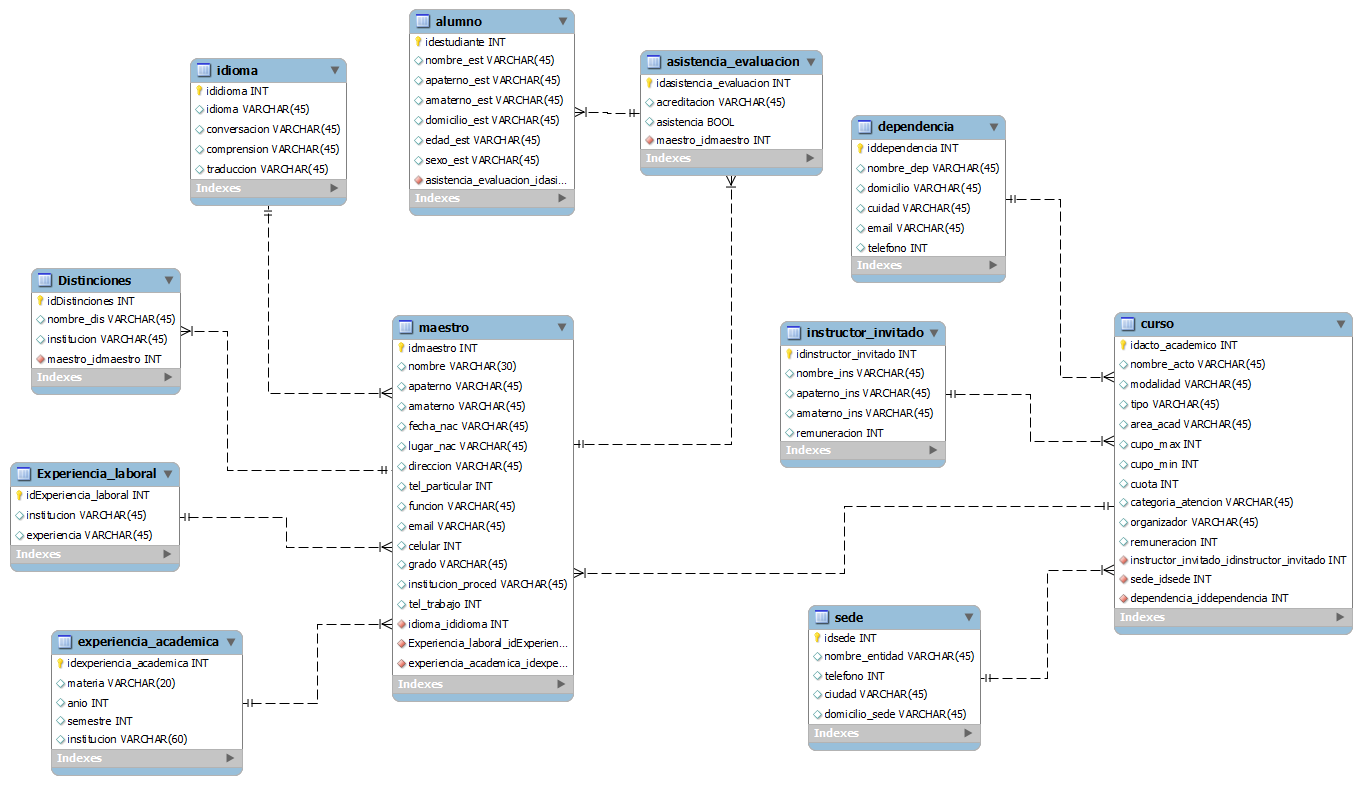 alumno
idestudiante INT
nombre_est VARCHAR(45)
apaterno_est VARCHAR(45)
amaterno_est VARCHAR(45)
domicilio_est VARCHAR(45)
edad_est VARCHAR(45)
sexo_est VARCHAR(45)
asistencia_evaluacion_idasi...
Indexes
asistencia_evaluacion
idasistencia_evaluacion INT
acreditacion VARCHAR(45)
asistencia BOOL
maestro_idmaestro INT
Indexes
idioma
ididioma INT
idioma VARCHAR(45)
conversacion VARCHAR(45)
comprension VARCHAR(45)
traduccion VARCHAR(45)
Indexes
dependencia
iddependencia INT
nombre_dep VARCHAR(45)
domicilio VARCHAR(45)
cuidad VARCHAR(45)
email VARCHAR(45)
telefono INT
Indexes
Distinciones
idDistinciones INT
nombre_dis VARCHAR(45)
institucion VARCHAR(45)
maestro_idmaestro INT
Indexes
maestro
idmaestro INT
nombre VARCHAR(30)
apaterno VARCHAR(45)
amaterno VARCHAR(45)
fecha_nac VARCHAR(45)
lugar_nac VARCHAR(45)
direccion VARCHAR(45)
tel_particular INT
funcion VARCHAR(45)
email VARCHAR(45)
celular INT
grado VARCHAR(45)
institucion_proced VARCHAR(45)
tel_trabajo INT
idioma_ididioma INT
Experiencia_laboral_idExperien...
experiencia_academica_idexpe...
Indexes
instructor_invitado
idinstructor_invitado INT
nombre_ins VARCHAR(45)
apaterno_ins VARCHAR(45)
amaterno_ins VARCHAR(45)
remuneracion INT
Indexes
curso
idacto_academico INT
nombre_acto VARCHAR(45)
modalidad VARCHAR(45)
tipo VARCHAR(45)
area_acad VARCHAR(45)
cupo_max INT
cupo_min INT
cuota INT
categoria_atencion VARCHAR(45)
organizador VARCHAR(45)
remuneracion INT
instructor_invitado_idinstructor_invitado INT
sede_idsede INT
dependencia_iddependencia INT
Indexes
Experiencia_laboral
idExperiencia_laboral INT
institucion VARCHAR(45)
experiencia VARCHAR(45)
Indexes
experiencia_academica
idexperiencia_academica INT
materia VARCHAR(20)
anio INT
semestre INT
institucion VARCHAR(60)
Indexes
sede
idsede INT
nombre_entidad VARCHAR(45)
telefono INT
ciudad VARCHAR(45)
domicilio_sede VARCHAR(45)
Indexes